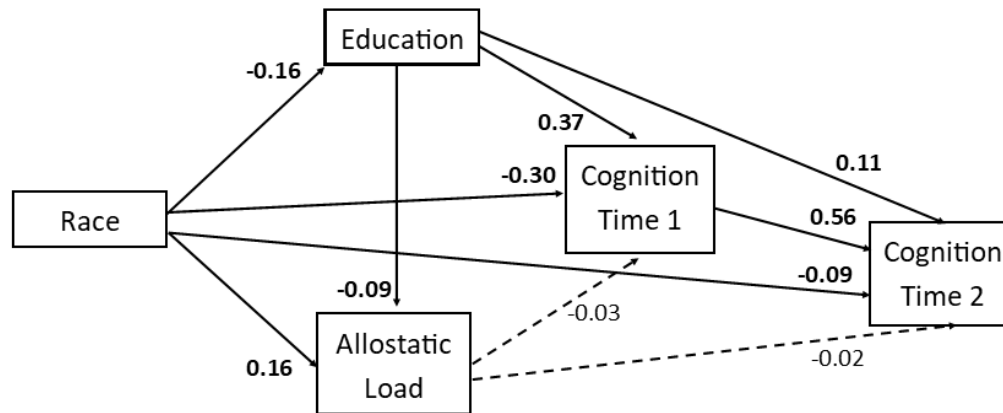 Education
-0.16
0.37
0.11
-0.30
Cognition
Time 1
Race
0.56
-0.09
Cognition
Time 2
-0.09
-0.03
Allostatic
Load
0.16
-0.02